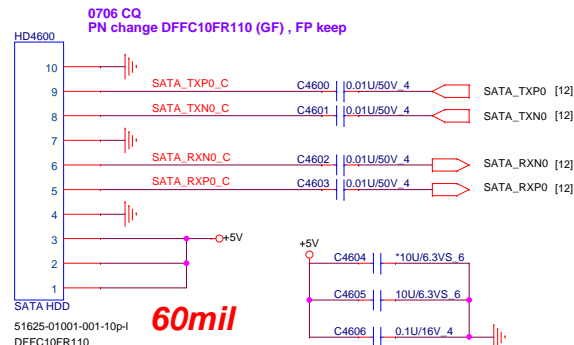 0706 CQ
PN change DFFC10FR110 (GF) , FP keep
HD4600
10
9 SATA_TXP0_C C4600 0.01U/50V_4 SATA_TXP0 [12]
8 SATA_TXN0_C C4601 0.01U/50V_4 SATA_TXN0 [12]
7
6 SATA_RXN0_C C4602 0.01U/50V_4 SATA_RXN0 [12]
5 SATA_RXP0_C C4603 0.01U/50V_4 SATA_RXP0 [12]
4
3 +5V
2
1
SATA HDD
51625-01001-001-10p-l
DFFC10FR110
60mil
+5V
C4604 *10U/6.3VS_6
C4605 10U/6.3VS_6
C4606 0.1U/16V_4